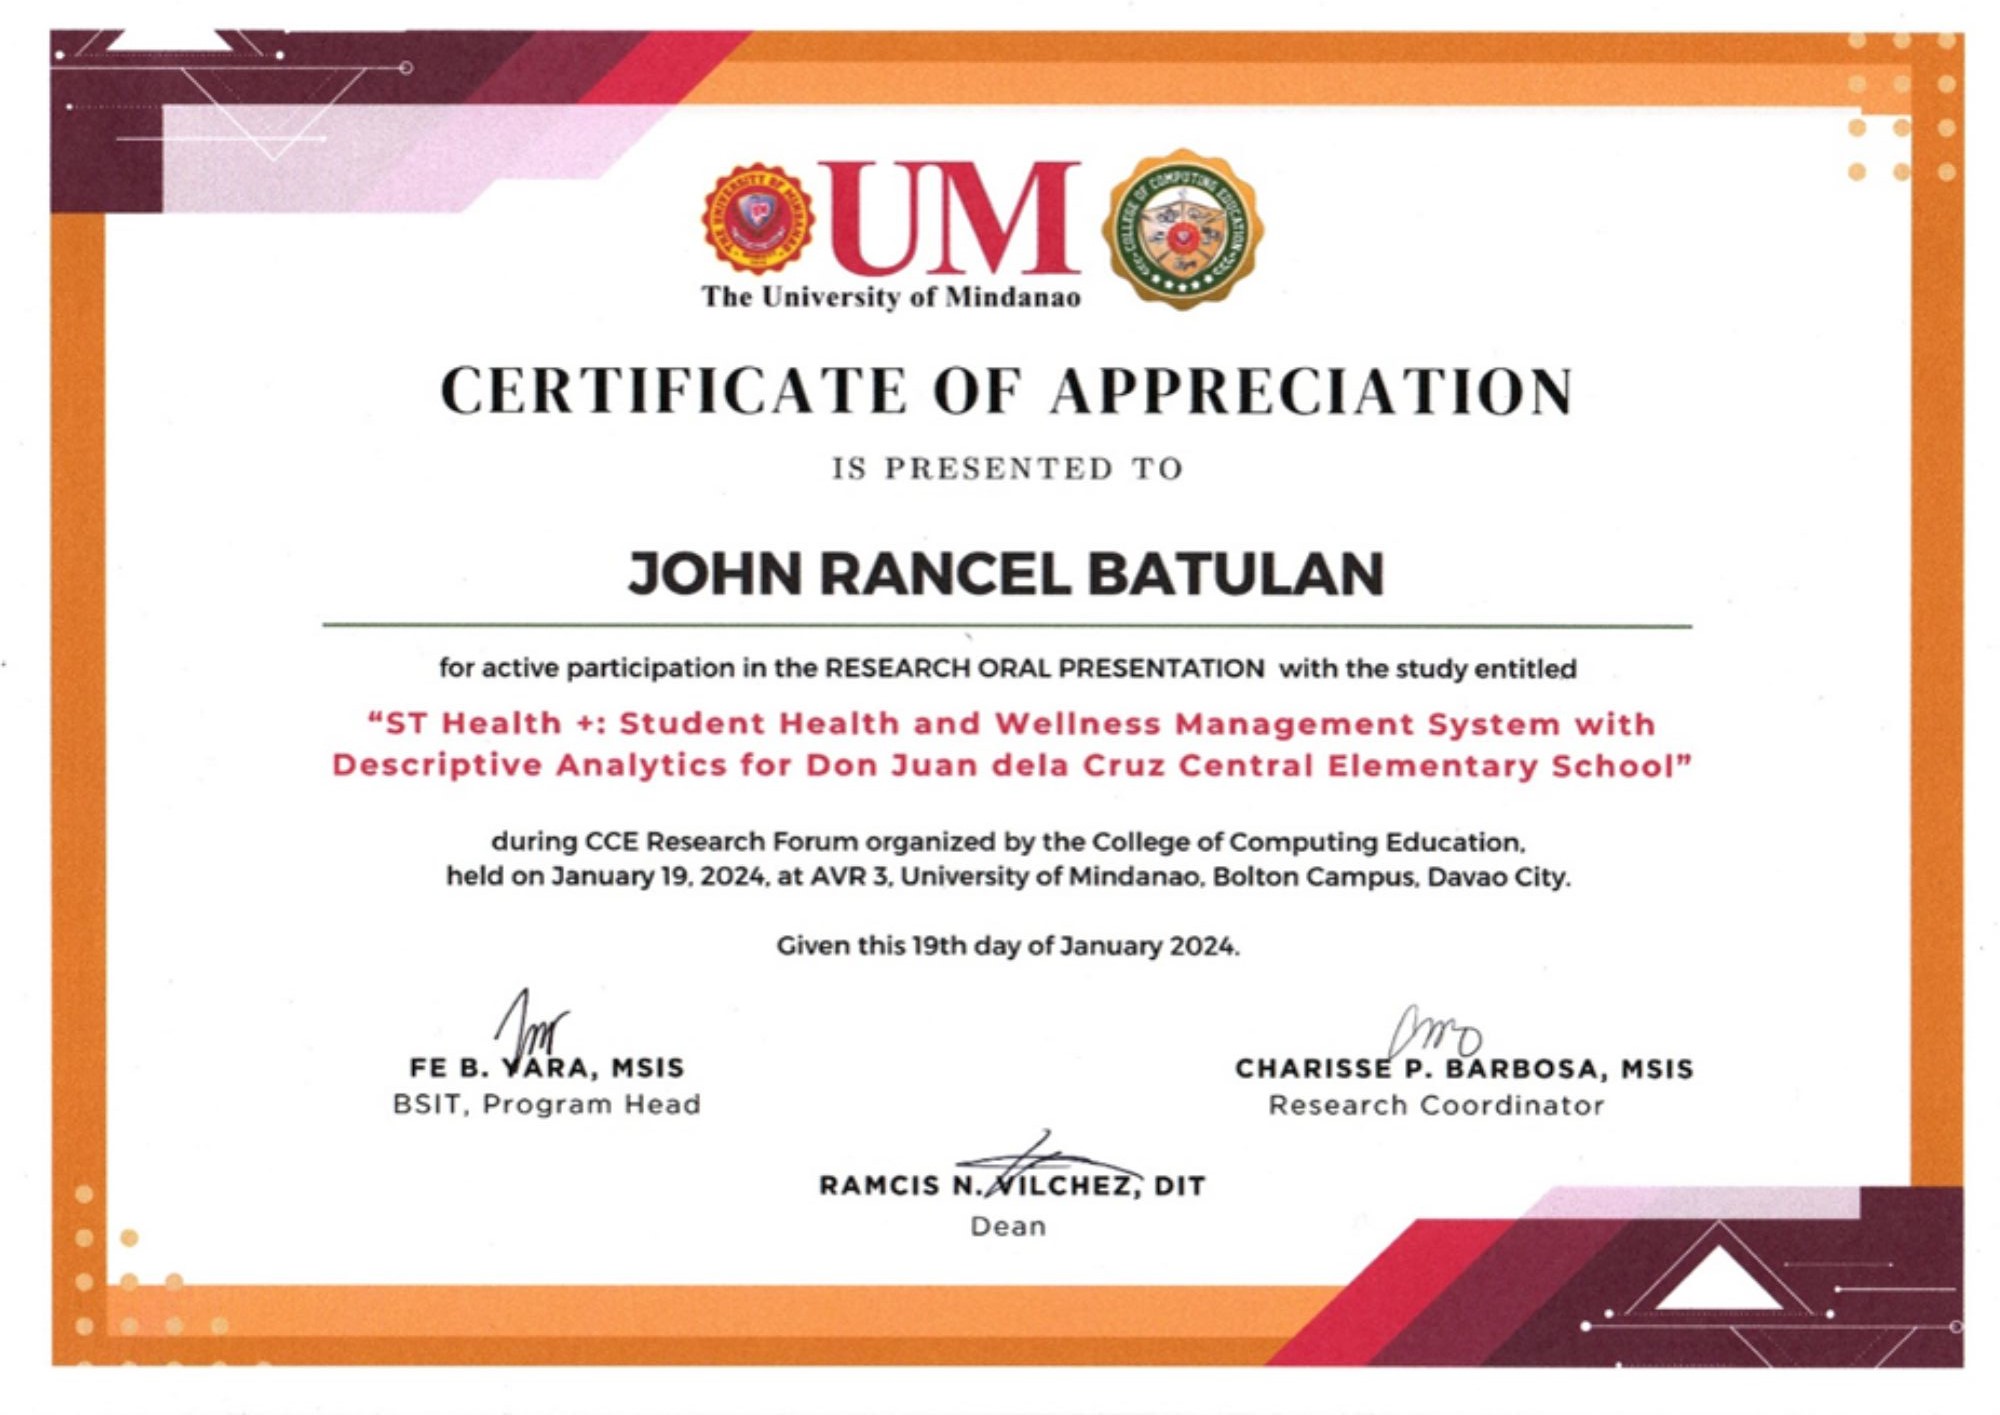 THE UNIVERSITY OF MINDANAO
UM
The University of Mindanao
COLLEGE OF COMPUTING EDUCATION
CERTIFICATE OF APPRECIATION
IS PRESENTED TO
JOHN RANCEL BATULAN
for active participation in the RESEARCH ORAL PRESENTATION with the study entitled
“ST Health +: Student Health and Wellness Management System with
Descriptive Analytics for Don Juan dela Cruz Central Elementary School”
during CCE Research Forum organized by the College of Computing Education,
held on January 19, 2024, at AVR 3, University of Mindanao, Bolton Campus, Davao City.
Given this 19th day of January 2024.
FE B. YARA, MSIS
BSIT, Program Head
CHARISSE P. BARBOSA, MSIS
Research Coordinator
RAMCIS N. VILCHEZ, DIT
Dean